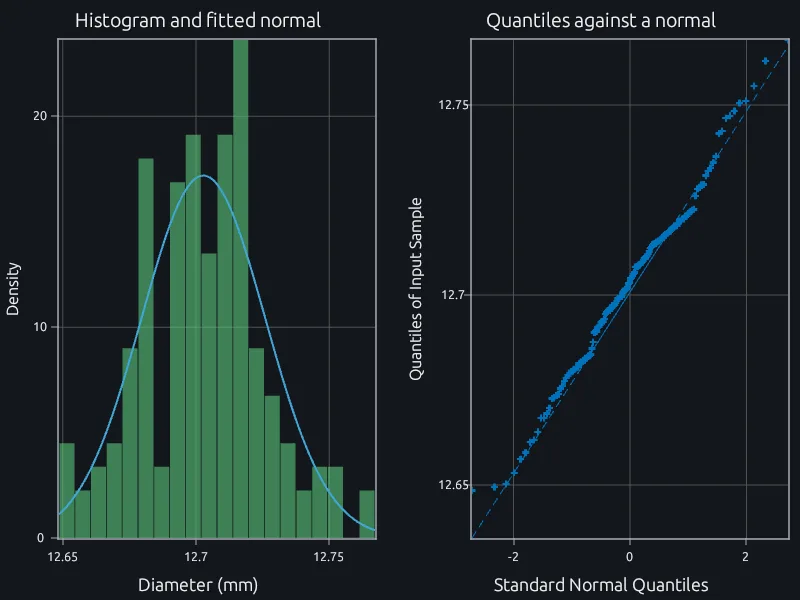 Histogram and fitted normal
Density
20
10
0
12.65
12.7
12.75
Diameter (mm)
Quantiles against a normal
Quantiles of Input Sample
12.75
12.7
12.65
-2
0
2
Standard Normal Quantiles